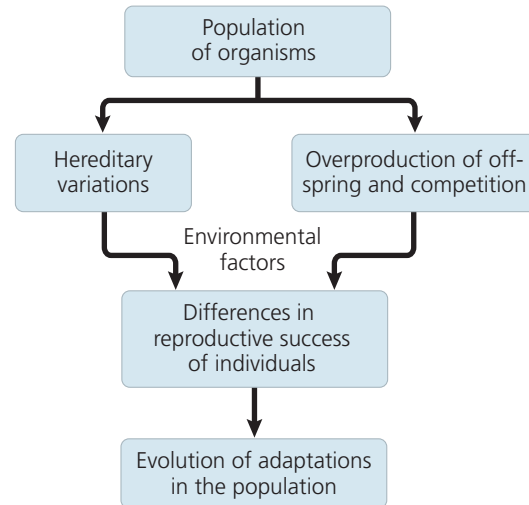 Population
of organisms
Hereditary
variations
Overproduction of off-
spring and competition
Environmental
factors
Differences in
reproductive success
of individuals
Evolution of adaptations
in the population